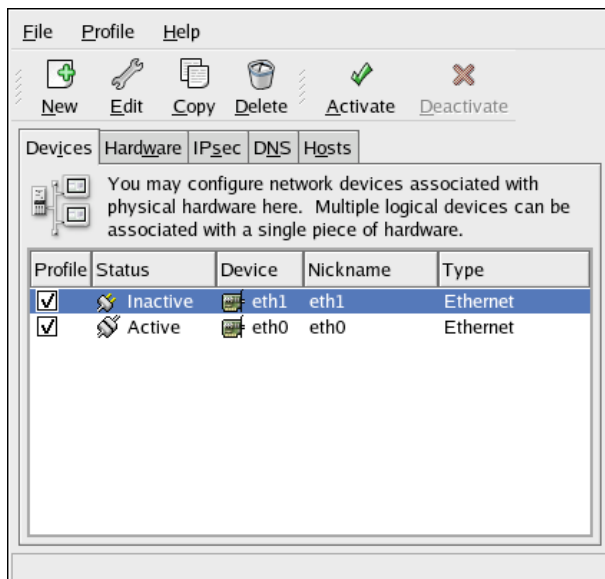 File Profile Help
New Edit Copy Delete Activate Deactivate
Devices Hardware IPsec DNS Hosts
You may configure network devices associated with
physical hardware here. Multiple logical devices can be
associated with a single piece of hardware.
Profile Status Device Nickname Type
Inactive eth1 eth1 Ethernet
Active eth0 eth0 Ethernet